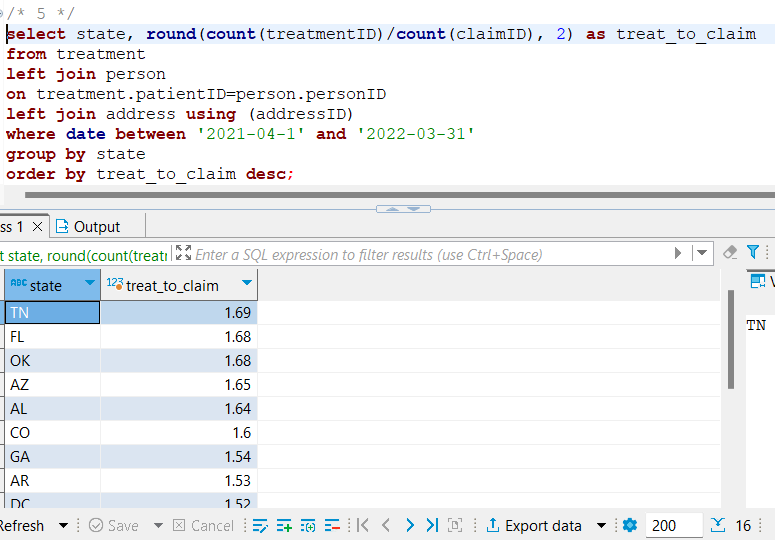 /* 5 */
select state, round(count(treatmentID)/count(claimID), 2) as treat_to_claim
from treatment
left join person
on treatment.patientID=person.personID
left join address using (addressID)
where date between '2021-04-1' and '2022-03-31'
group by state
order by treat_to_claim desc;
ss 1 Output
t state, round(count(treatı Enter a SQL expression to filter results (use Ctrl+Space)
ABC state 123 treat_to_claim
TN 1.69
TN
FL 1.68
OK 1.68
AZ 1.65
AL 1.64
CO 1.6
GA 1.54
AR 1.53
DC 1.52
Refresh Save Cancel Export data 200 16